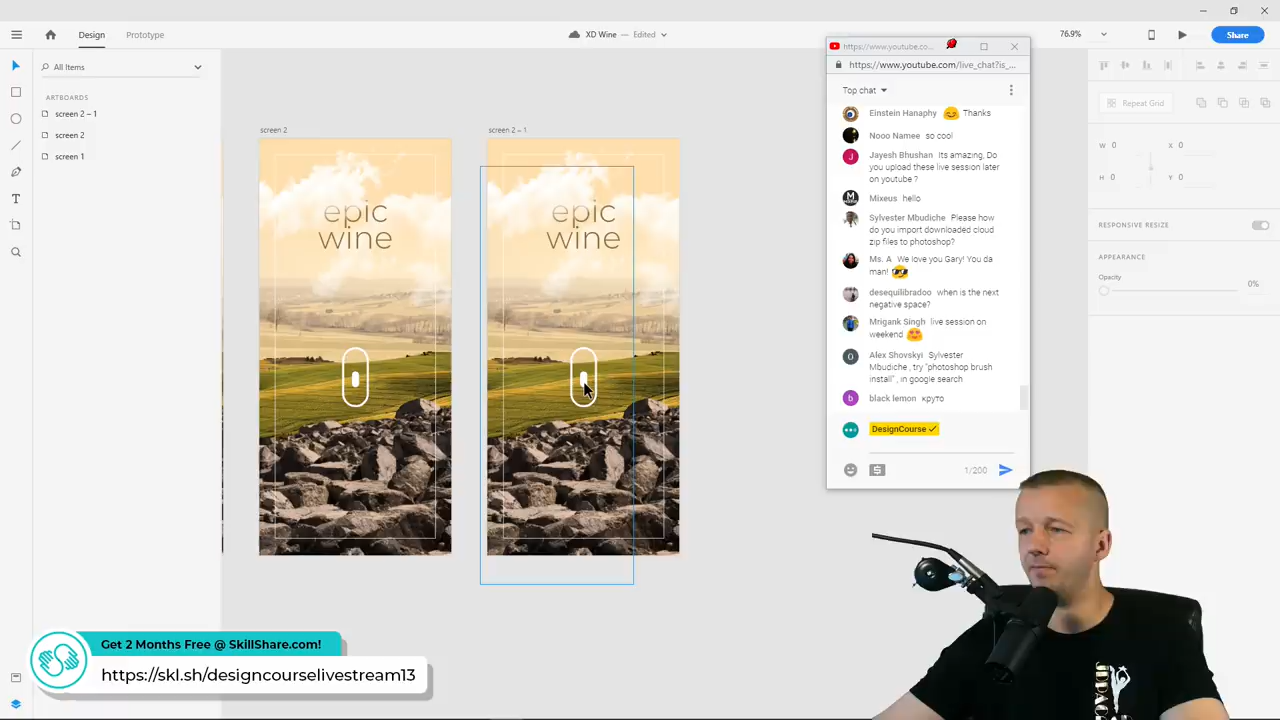 Design
Prototype
XD Wine — Edited
76.9%
Share
All Items
ARTBOARDS
screen 2 – 1
screen 2
screen 1
screen 2
epic
wine
screen 2 – 1
epic
wine
https://www.youtube.co...
https://www.youtube.com/live_chat?is_...
Top chat
Einstein Hanaphy Thanks
Nooo Namee so cool
Jayesh Bhushan Its amazing, Do
you upload these live session later
on youtube ?
Mixeus hello
Sylvester Mbudiche Please how
do you import downloaded cloud
zip files to photoshop?
Ms. A. We love you Gary! You da
man!
desequilibradoo when is the next
negative space?
Mrigank Singh live session on
weekend
Alex Shovskyi Sylvester
Mbudiche , try "photoshop brush
install" , in google search
black lemon круто
DesignCourse
1/200
Repeat Grid
W 0 X 0
H 0 Y 0
RESPONSIVE RESIZE
APPEARANCE
Opacity
0%
Get 2 Months Free @ SkillShare.com!
https://skl.sh/designcourselivestream13